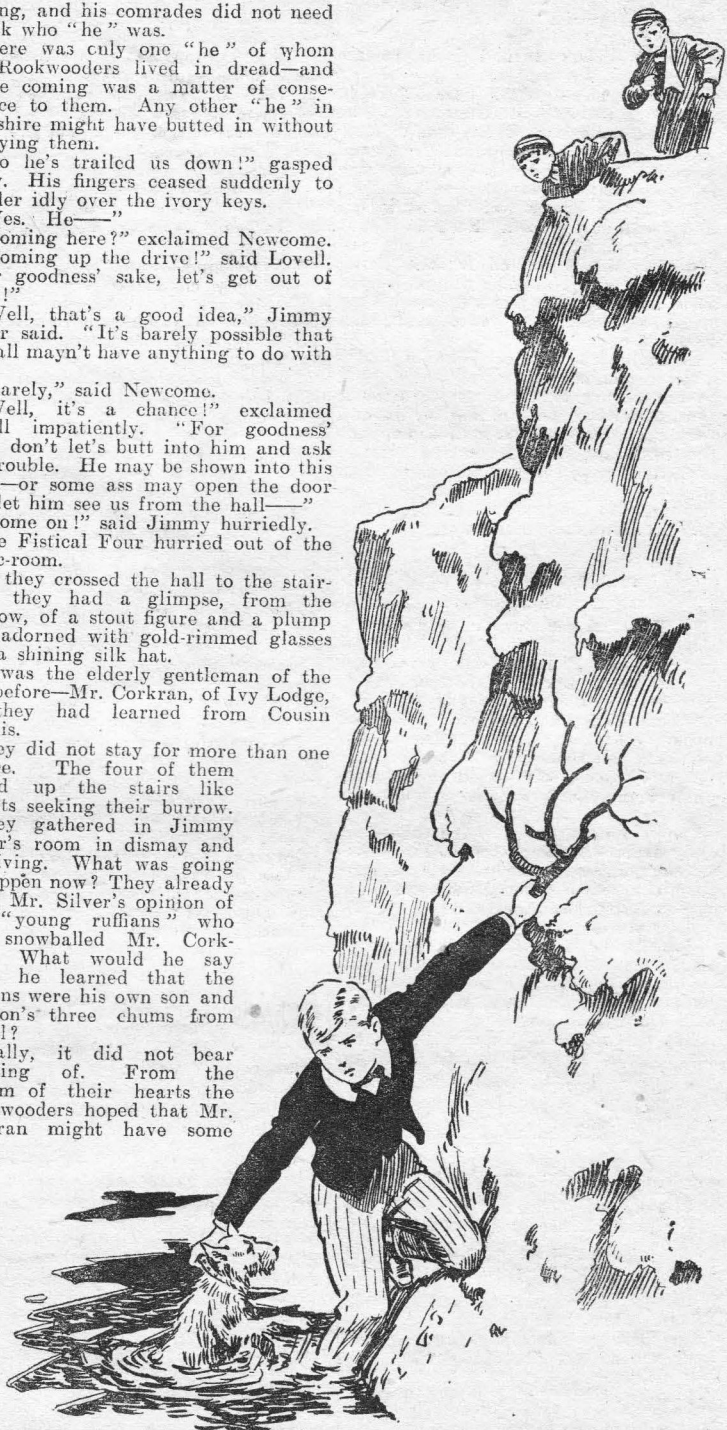 ng, and his comrades did not need
k who "he" was.
ere was only one "he" of whom
Rookwooders lived in dread—and
e coming was a matter of conse-
ce to them. Any other "he" in
shire might have butted in without
ying them.
o he's trailed us down!" gasped
y. His fingers ceased suddenly to
ler idly over the ivory keys.
Yes. He——"
oming here?" exclaimed Newcome.
oming up the drive!" said Lovell.
r goodness' sake, let's get out of
!"
Well, that's a good idea," Jimmy
r said. "It's barely possible that
all mayn't have anything to do with
arely," said Newcome.
Well, it's a chance!" exclaimed
ll impatiently. "For goodness'
don't let's butt into him and ask
rouble. He may be shown into this
—or some ass may open the door
let him see us from the hall——"
ome on!" said Jimmy hurriedly.
e Fistical Four hurried out of the
c-room.
they crossed the hall to the stair-
they had a glimpse, from the
ow, of a stout figure and a plump
adorned with gold-rimmed glasses
a shining silk hat.
was the elderly gentleman of the
before—Mr. Corkran, of Ivy Lodge,
they had learned from Cousin
is.
ey did not stay for more than one
e. The four of them
d up the stairs like
ts seeking their burrow.
ey gathered in Jimmy
r's room in dismay and
iving. What was going
ppen now? They already
Mr. Silver's opinion of
"young ruffians" who
snowballed Mr. Cork-
What would he say
he learned that the
ns were his own son and
on's three chums from
l?
ally, it did not bear
ing of. From the
m of their hearts the
wooders hoped that Mr.
ran might have some